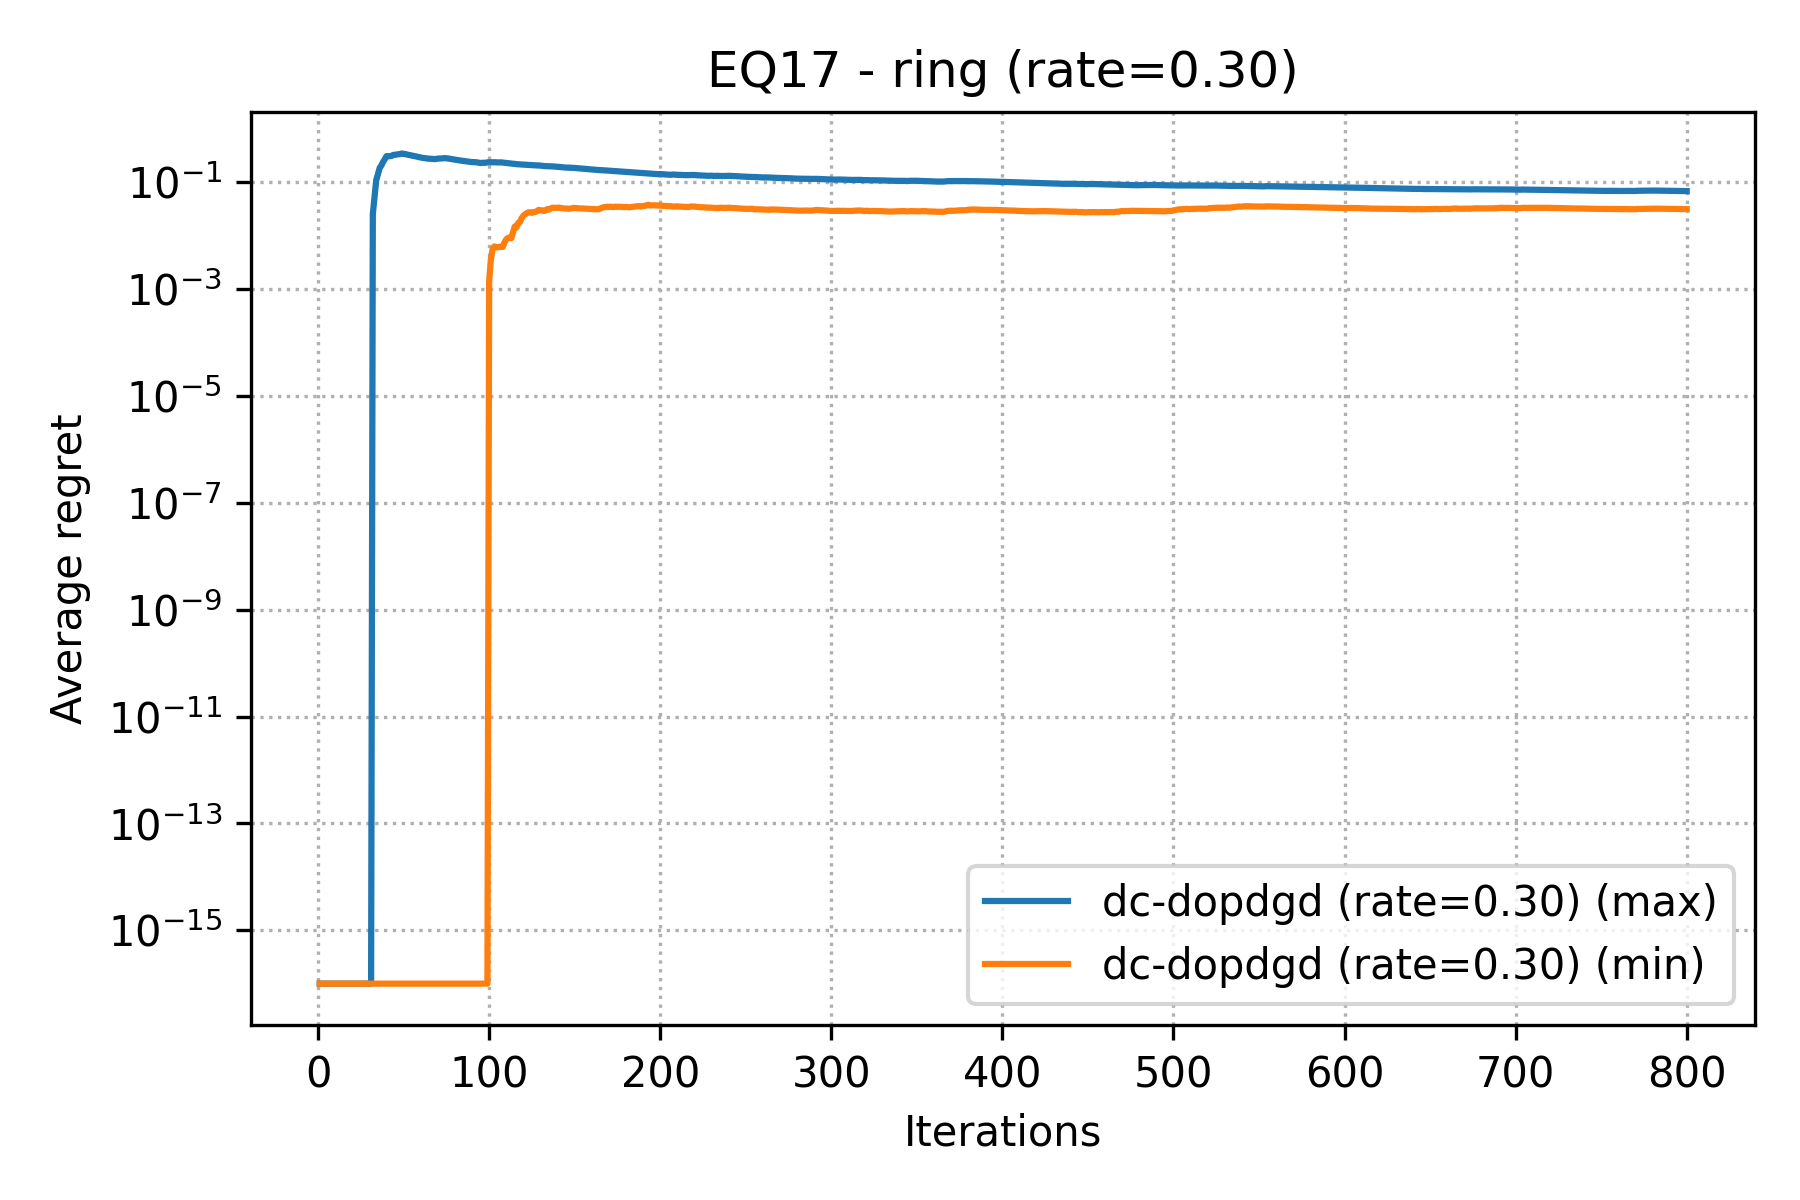 EQ17 - ring (rate=0.30)
Average regret
10⁻¹
10⁻³
10⁻⁵
10⁻⁷
10⁻⁹
10⁻¹¹
10⁻¹³
10⁻¹⁵
dc-dopdgd (rate=0.30) (max)
dc-dopdgd (rate=0.30) (min)
0 100 200 300 400 500 600 700 800
Iterations